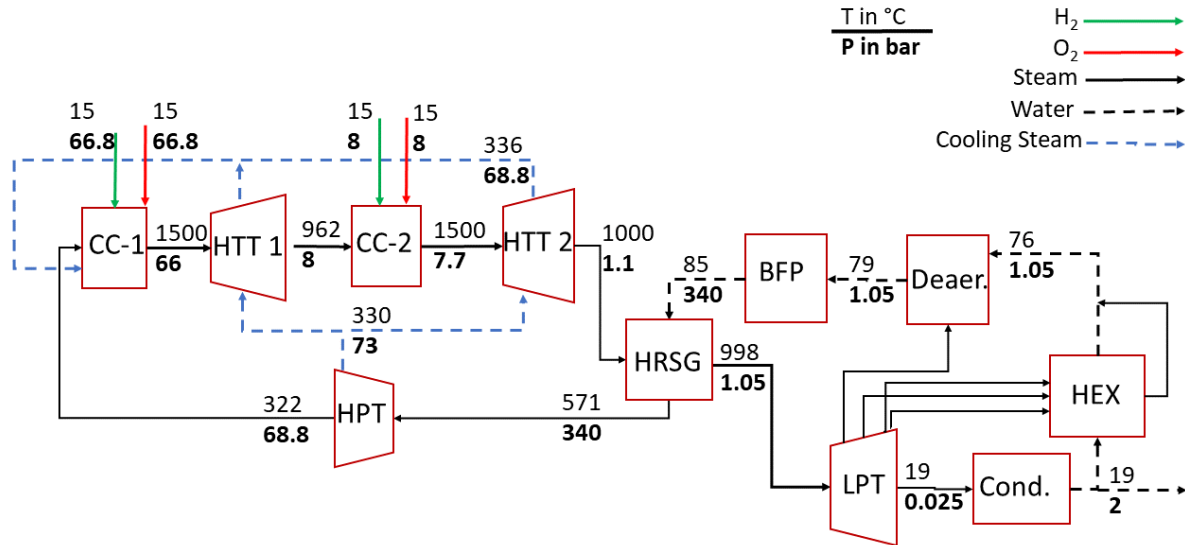 T in °C
P in bar
H2
O2
Steam
Water
Cooling Steam
15
66.8
15
66.8
15
8
15
8
336
68.8
CC-1
1500
66
HTT 1
962
8
CC-2
1500
7.7
HTT 2
1000
1.1
85
340
BFP
79
1.05
Deaer.
76
1.05
330
73
HRSG
998
1.05
HPT
322
68.8
571
340
HEX
LPT
19
0.025
Cond.
19
2